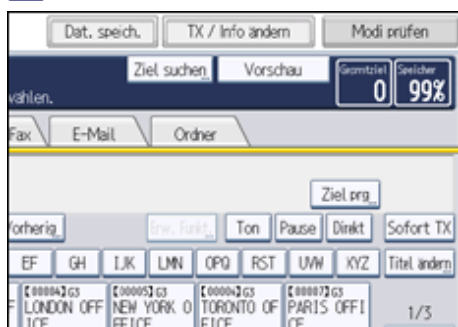 Dat. speich. TX / Info ändern Modi prüfen
Ziel suchen Vorschau Gesamtziel Speicher
wählen. 0 99%
Fax E-Mail Ordner
Ziel prg.
Vorherig. Erw. Funkt. Ton Pause Direkt Sofort TX
EF GH IJK LMN OPQ RST UVW XYZ Titel ändern
【00004】G3 【00005】G3 【00006】G3 【00007】G3
F LONDON OFF NEW YORK O TORONTO OF PARIS OFFI 1/3
ICE FFICE FICE CE